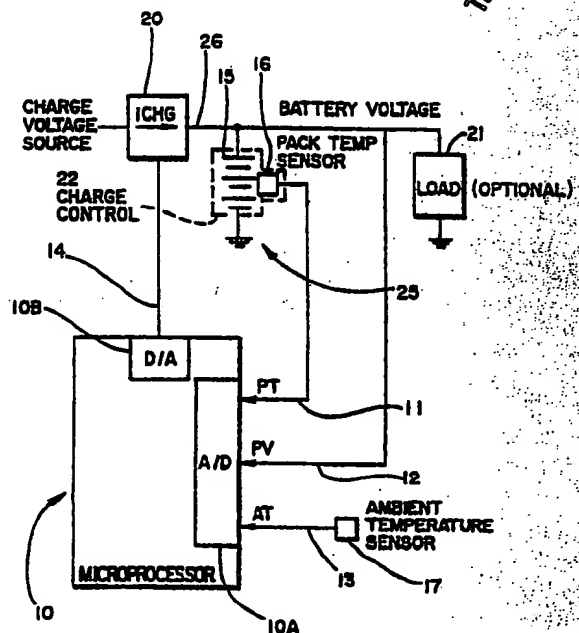 20
26
15
16
CHARGE
VOLTAGE
SOURCE
ICHG
BATTERY VOLTAGE
21
PACK TEMP
SENSOR
LOAD (OPTIONAL)
22
CHARGE
CONTROL
14
25
10B
D/A
PT
11
A/D
PV
12
AT
AMBIENT
TEMPERATURE
SENSOR
13
17
MICROPROCESSOR
10
10A